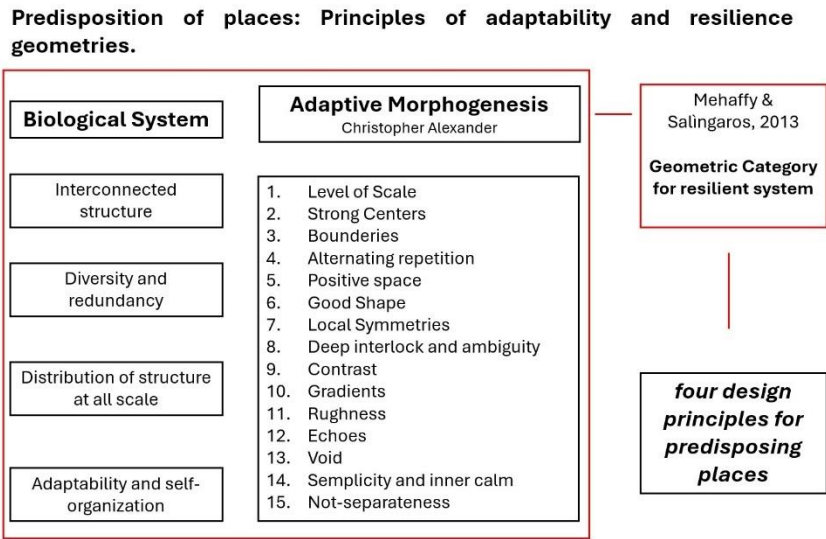 Predisposition of places: Principles of adaptability and resilience
geometries.
Biological System
Interconnected
structure
Diversity and
redundancy
Distribution of structure
at all scale
Adaptability and self-
organization
Adaptive Morphogenesis
Christopher Alexander
1. Level of Scale
2. Strong Centers
3. Bounderies
4. Alternating repetition
5. Positive space
6. Good Shape
7. Local Symmetries
8. Deep interlock and ambiguity
9. Contrast
10. Gradients
11. Rughness
12. Echoes
13. Void
14. Semplicity and inner calm
15. Not-separateness
Mehaffy &
Salìngaros, 2013
Geometric Category
for resilient system
four design
principles for
predisposing
places